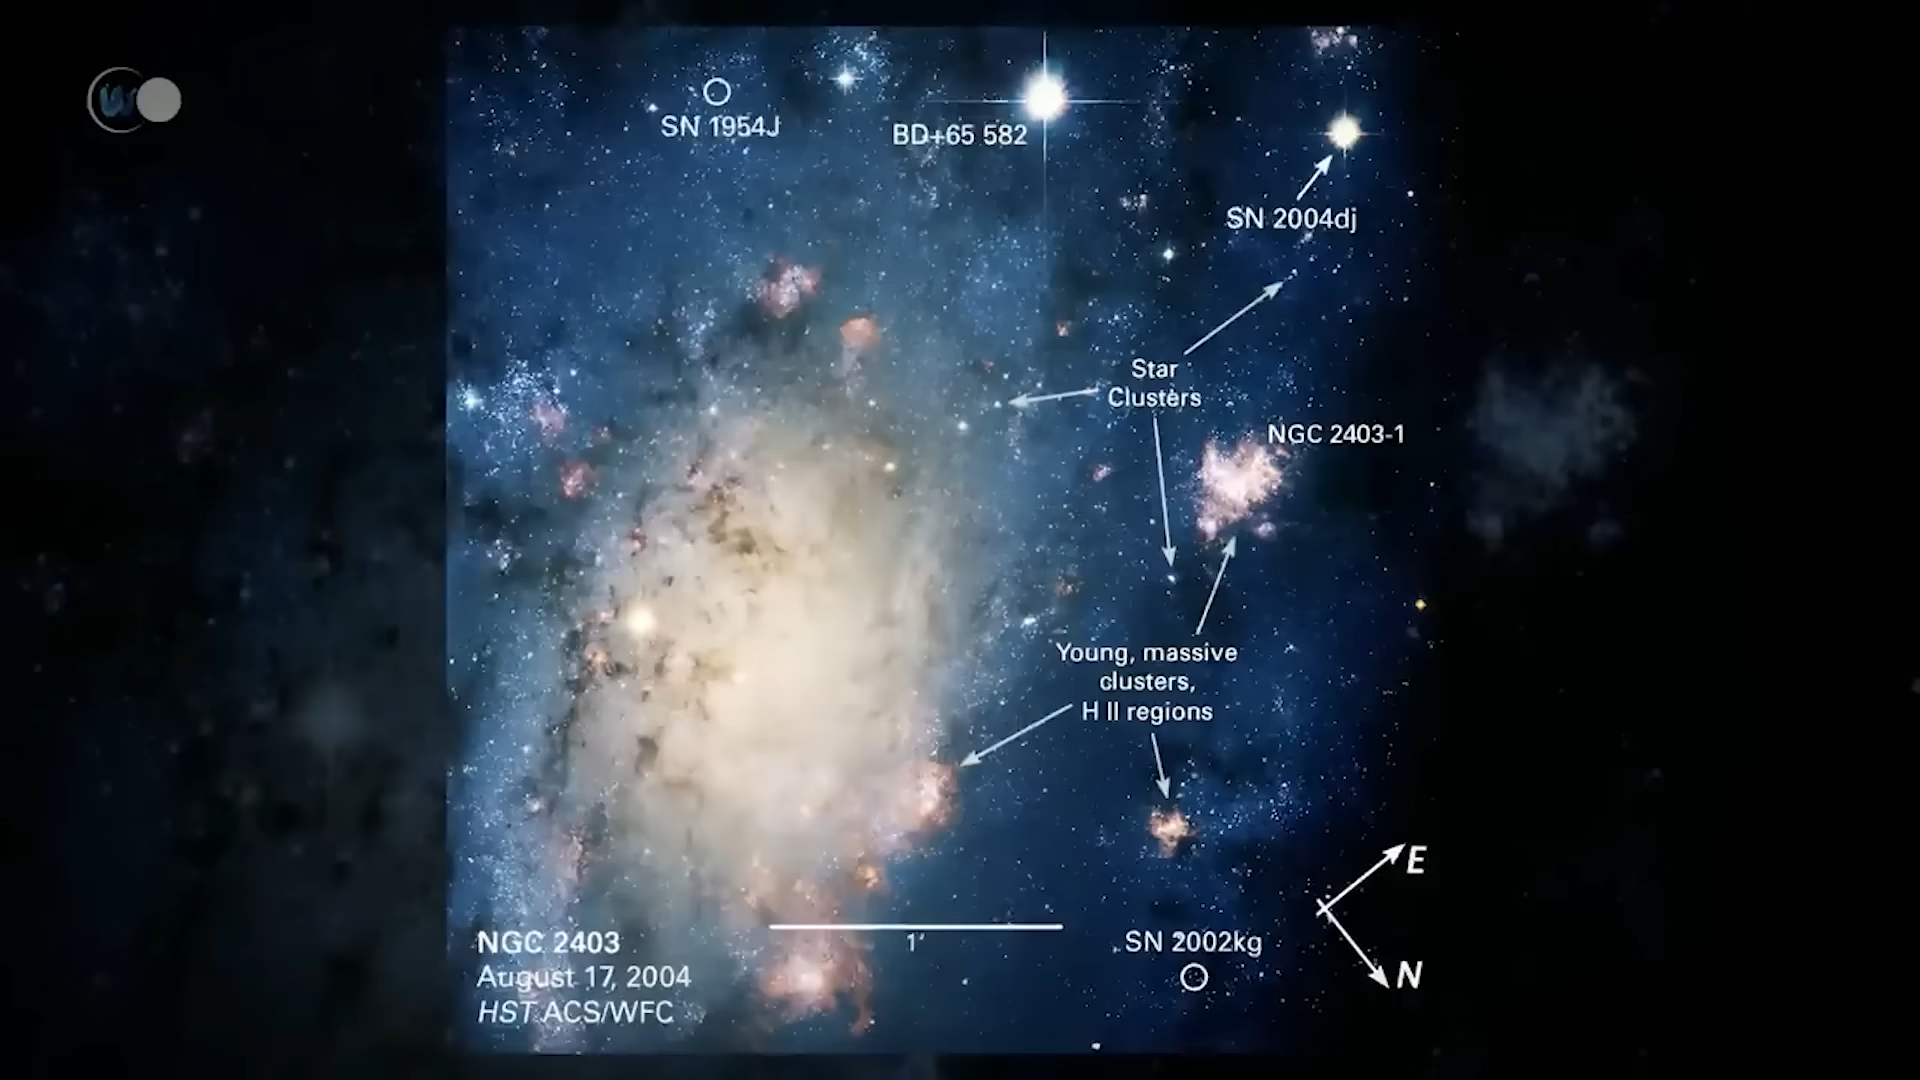 SN 1954J
BD+65 582
SN 2004dj
Star
Clusters
NGC 2403-1
Young, massive
clusters,
H II regions
E
N
SN 2002kg
1′
NGC 2403
August 17, 2004
HST ACS/WFC